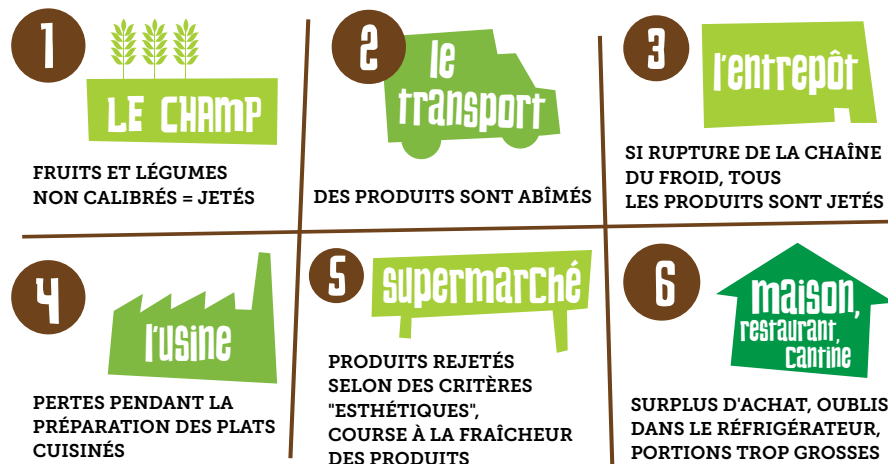 1
LE CHAMP
FRUITS ET LÉGUMES
NON CALIBRÉS = JETÉS
2
le
transport
DES PRODUITS SONT ABÎMÉS
3
l'entrepôt
SI RUPTURE DE LA CHAÎNE
DU FROID, TOUS
LES PRODUITS SONT JETÉS
4
l'usine
PERTES PENDANT LA
PRÉPARATION DES PLATS
CUISINÉS
5
supermarché
PRODUITS REJETÉS
SELON DES CRITÈRES
"ESTHÉTIQUES",
COURSE À LA FRAÎCHEUR
DES PRODUITS
6
maison,
restaurant,
cantine
SURPLUS D'ACHAT, OUBLIS
DANS LE RÉFRIGÉRATEUR,
PORTIONS TROP GROSSES